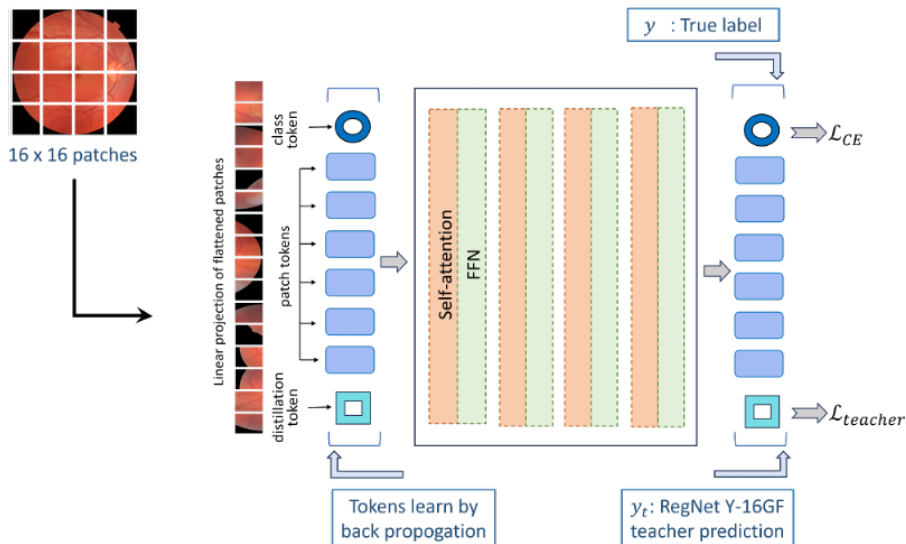 16 x 16 patches
Linear projection of flattened patches
class
token
patch tokens
distillation
token
Self-attention
FFN
y : True label
ℒ_CE
ℒ_teacher
Tokens learn by
back propogation
y_t: RegNet Y-16GF
teacher prediction